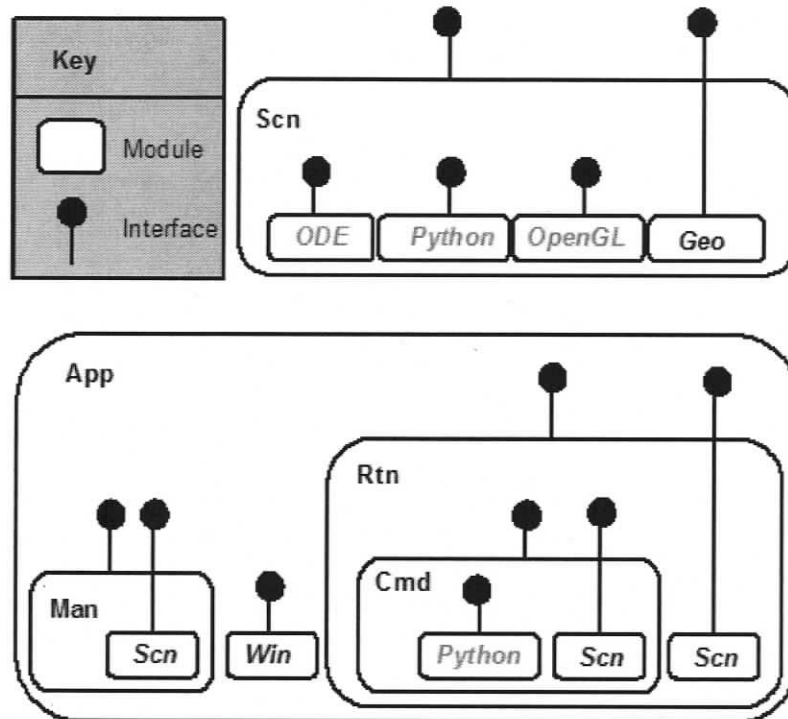 Key
Module
Interface
Scn
ODE Python OpenGL Geo
App
Rtn
Cmd
Man
Scn Win Python Scn Scn